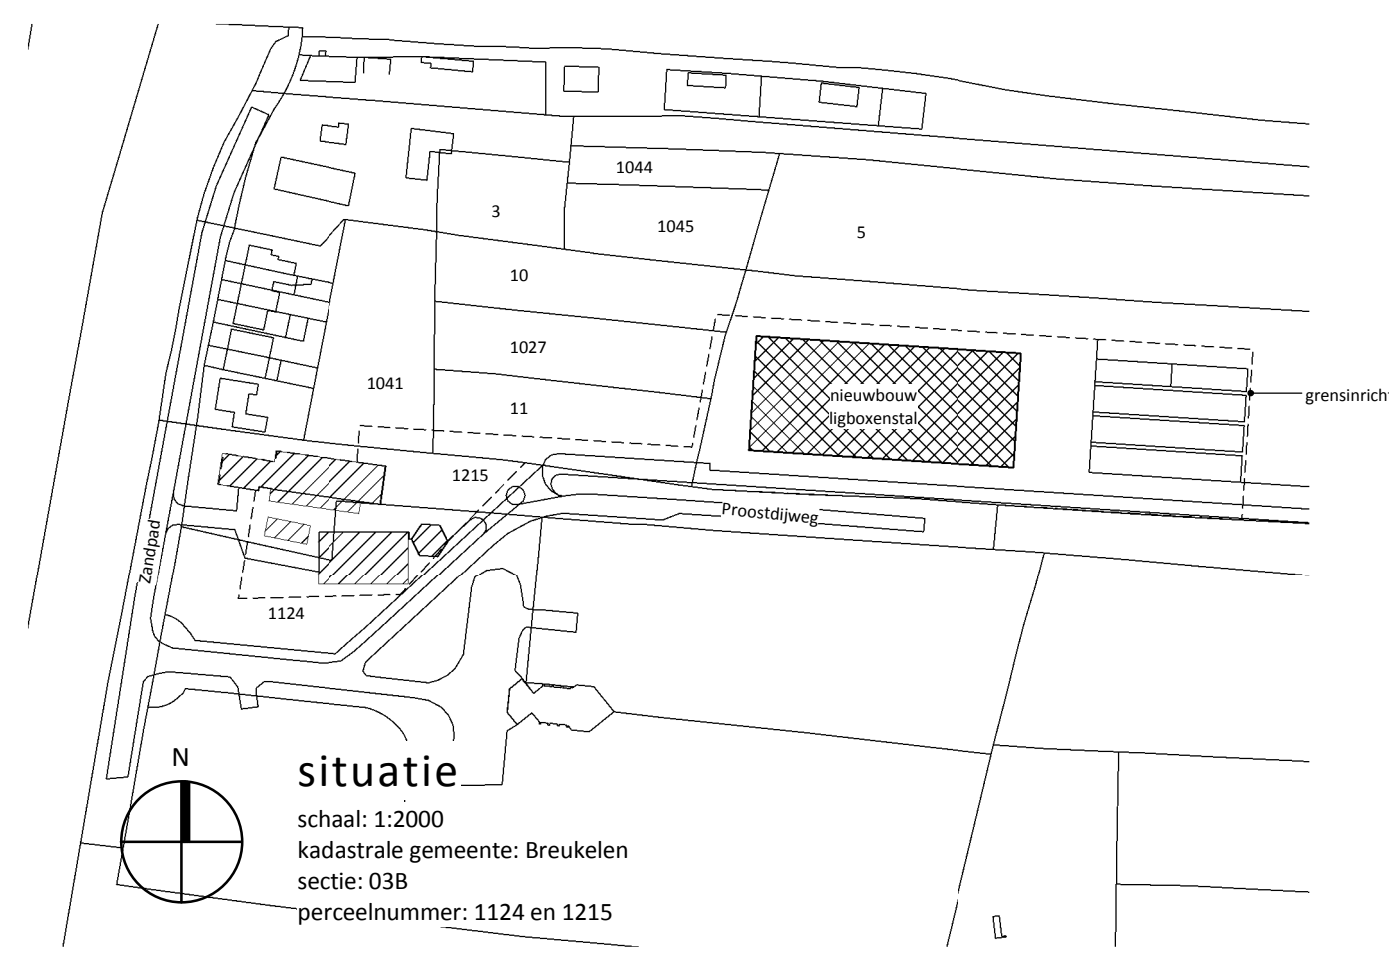 1044
3
1045
5
10
1027
1041
11
nieuwbouw
ligboxenstal
grensinricht
1215
Proostdijweg
Zandpad
1124
N
situatie
schaal: 1:2000
kadastrale gemeente: Breukelen
sectie: 03B
perceelnummer: 1124 en 1215